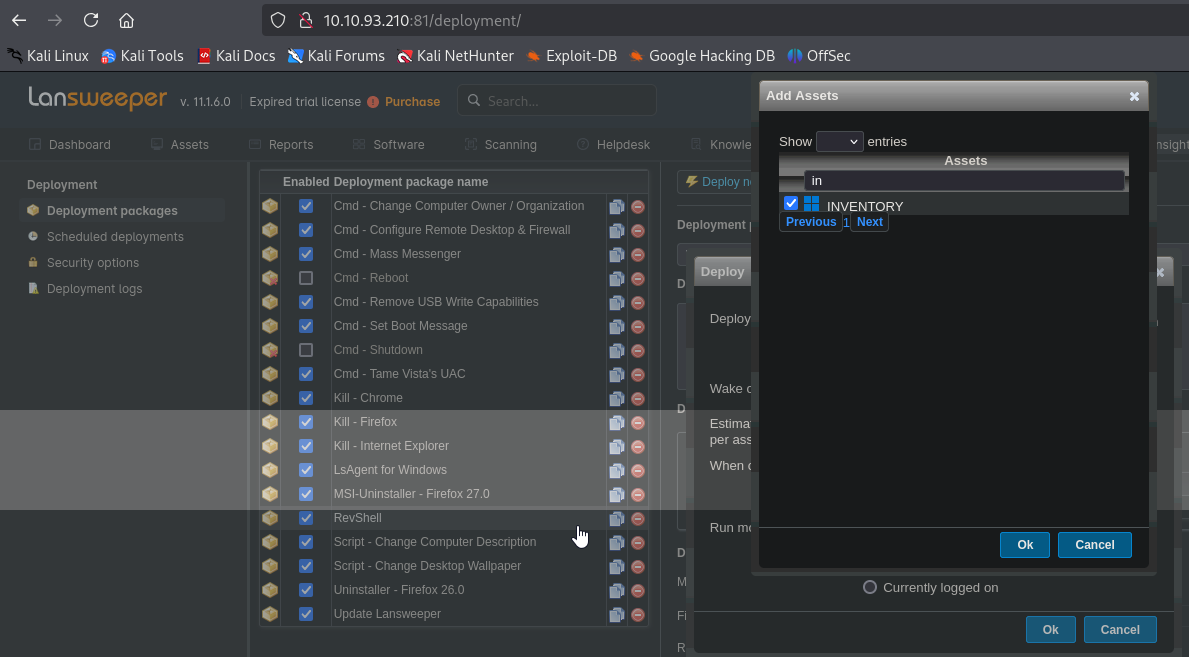 10.10.93.210:81/deployment/
Kali Linux Kali Tools Kali Docs Kali Forums Kali NetHunter Exploit-DB Google Hacking DB OffSec
Lansweeper v. 11.1.6.0 Expired trial license Purchase Search...
Dashboard Assets Reports Software Scanning Helpdesk Knowle nsight
Deployment
Deployment packages
Scheduled deployments
Security options
Deployment logs
Enabled Deployment package name
Cmd - Change Computer Owner / Organization
Cmd - Configure Remote Desktop & Firewall
Cmd - Mass Messenger
Cmd - Reboot
Cmd - Remove USB Write Capabilities
Cmd - Set Boot Message
Cmd - Shutdown
Cmd - Tame Vista's UAC
Kill - Chrome
Kill - Firefox
Kill - Internet Explorer
LsAgent for Windows
MSI-Uninstaller - Firefox 27.0
RevShell
Script - Change Computer Description
Script - Change Desktop Wallpaper
Uninstaller - Firefox 26.0
Update Lansweeper
Deploy n
Deployment p
D
D
D
M
Fi
R
Deploy
Deploy
Wake o
Estimat
per ass
When d
Run mo
Currently logged on
Ok Cancel
Add Assets
Show entries
Assets
in
INVENTORY
Previous 1 Next
Ok Cancel